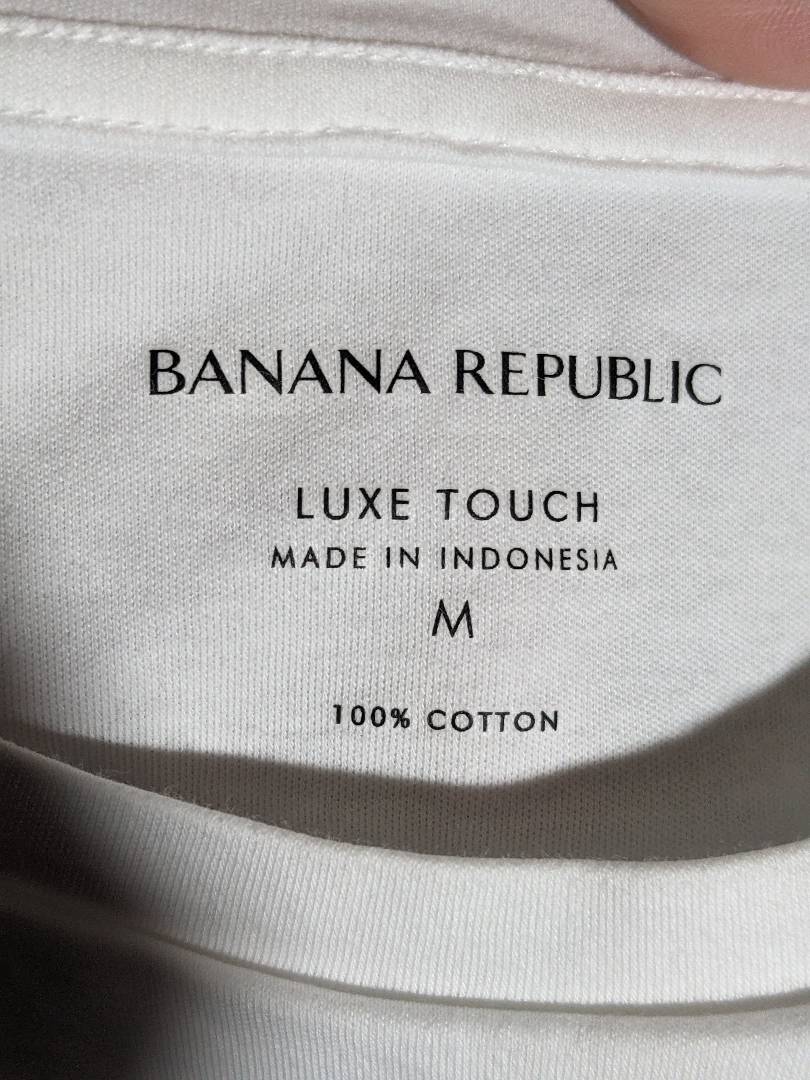 BANANA REPUBLIC
LUXE TOUCH
MADE IN INDONESIA
M
100% COTTON